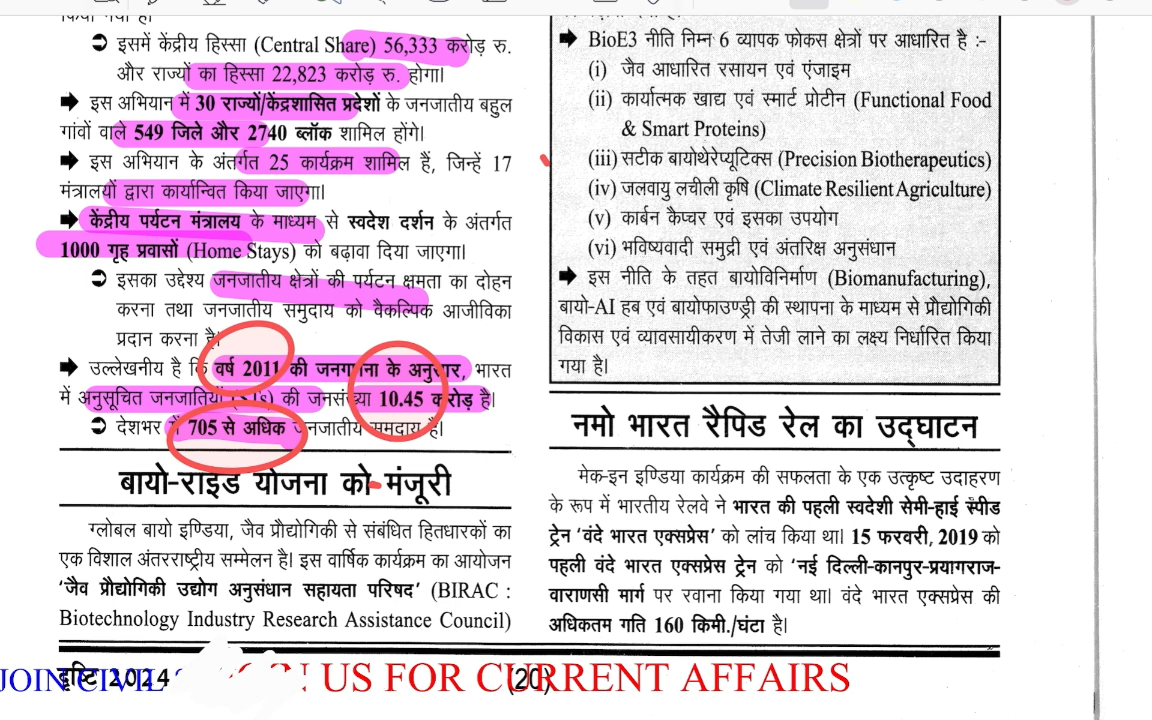 इसमें केंद्रीय हिस्सा (Central Share) 56,333 करोड़ रु.
और राज्यों का हिस्सा 22,823 करोड़ रु. होगा।
इस अभियान में 30 राज्यों/केंद्रशासित प्रदेशों के जनजातीय बहुल
गांवों वाले 549 जिले और 2740 ब्लॉक शामिल होंगे।
इस अभियान के अंतर्गत 25 कार्यक्रम शामिल हैं, जिन्हें 17
मंत्रालयों द्वारा कार्यान्वित किया जाएगा।
केंद्रीय पर्यटन मंत्रालय के माध्यम से स्वदेश दर्शन के अंतर्गत
1000 गृह प्रवासों (Home Stays) को बढ़ावा दिया जाएगा।
इसका उद्देश्य जनजातीय क्षेत्रों की पर्यटन क्षमता का दोहन
करना तथा जनजातीय समुदाय को वैकल्पिक आजीविका
प्रदान करना है।
उल्लेखनीय है कि वर्ष 2011 की जनगणना के अनुसार, भारत
में अनुसूचित जनजातियों (STs) की जनसंख्या 10.45 करोड़ है।
देशभर में 705 से अधिक जनजातीय समुदाय है।
बायो-राइड योजना को मंजूरी
ग्लोबल बायो इण्डिया, जैव प्रौद्योगिकी से संबंधित हितधारकों का
एक विशाल अंतरराष्ट्रीय सम्मेलन है। इस वार्षिक कार्यक्रम का आयोजन
'जैव प्रौद्योगिकी उद्योग अनुसंधान सहायता परिषद' (BIRAC :
Biotechnology Industry Research Assistance Council)
BioE3 नीति निम्न 6 व्यापक फोकस क्षेत्रों पर आधारित है :-
(i) जैव आधारित रसायन एवं एंजाइम
(ii) कार्यात्मक खाद्य एवं स्मार्ट प्रोटीन (Functional Food
& Smart Proteins)
(iii) सटीक बायोथेरेप्यूटिक्स (Precision Biotherapeutics)
(iv) जलवायु लचीली कृषि (Climate Resilient Agriculture)
(v) कार्बन कैप्चर एवं इसका उपयोग
(vi) भविष्यवादी समुद्री एवं अंतरिक्ष अनुसंधान
इस नीति के तहत बायोविनिर्माण (Biomanufacturing),
बायो-AI हब एवं बायोफाउण्ड्री की स्थापना के माध्यम से प्रौद्योगिकी
विकास एवं व्यावसायीकरण में तेजी लाने का लक्ष्य निर्धारित किया
गया है।
नमो भारत रैपिड रेल का उद्घाटन
मेक-इन इण्डिया कार्यक्रम की सफलता के एक उत्कृष्ट उदाहरण
के रूप में भारतीय रेलवे ने भारत की पहली स्वदेशी सेमी-हाई स्पीड
ट्रेन 'वंदे भारत एक्सप्रेस' को लांच किया था। 15 फरवरी, 2019 को
पहली वंदे भारत एक्सप्रेस ट्रेन को 'नई दिल्ली-कानपुर-प्रयागराज-
वाराणसी मार्ग पर रवाना किया गया था। वंदे भारत एक्सप्रेस की
अधिकतम गति 160 किमी./घंटा है।
दृष्टि 2024 (20)
JOIN CIVIL US FOR CURRENT AFFAIRS